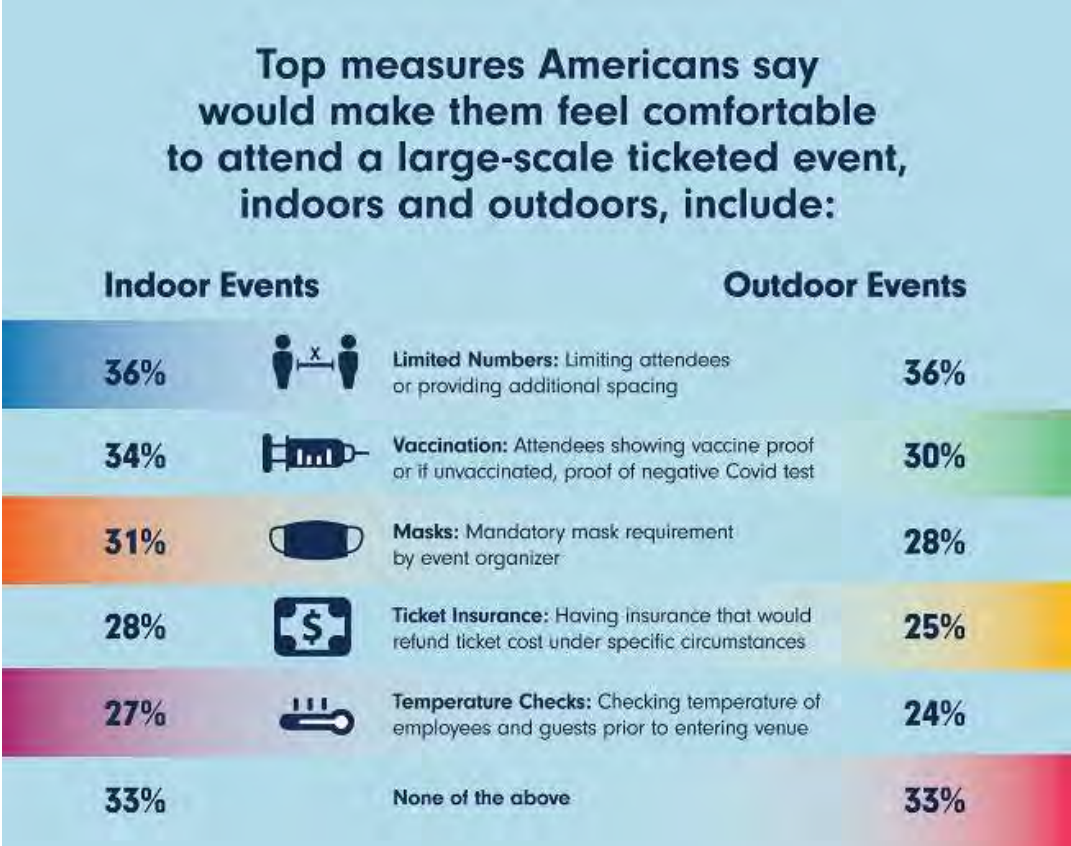 Top measures Americans say
would make them feel comfortable
to attend a large-scale ticketed event,
indoors and outdoors, include:
Indoor Events
Outdoor Events
36%
X
Limited Numbers: Limiting attendees
or providing additional spacing
36%
34%
Vaccination: Attendees showing vaccine proof
or if unvaccinated, proof of negative Covid test
30%
31%
Masks: Mandatory mask requirement
by event organizer
28%
28%
$
Ticket Insurance: Having insurance that would
refund ticket cost under specific circumstances
25%
27%
Temperature Checks: Checking temperature of
employees and guests prior to entering venue
24%
33%
None of the above
33%